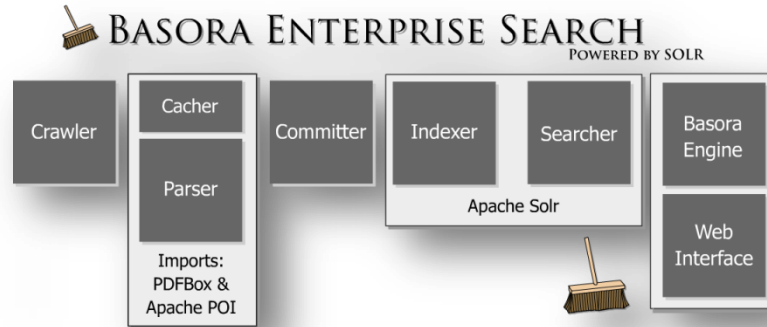 BASORA ENTERPRISE SEARCH
POWERED BY SOLR
Crawler
Cacher
Parser
Imports:
PDFBox &
Apache POI
Committer
Indexer
Searcher
Apache Solr
Basora
Engine
Web
Interface